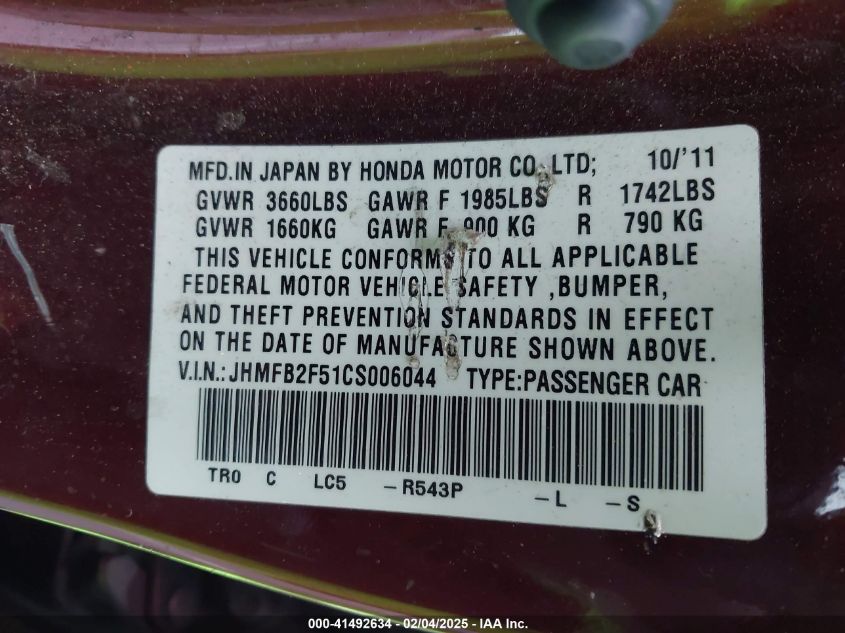 MFD.IN JAPAN BY HONDA MOTOR CO. LTD; 10/'11
GVWR 3660LBS GAWR F 1985LBS R 1742LBS
GVWR 1660KG GAWR F 900 KG R 790 KG
THIS VEHICLE CONFORMS TO ALL APPLICABLE
FEDERAL MOTOR VEHICLE SAFETY ,BUMPER,
AND THEFT PREVENTION STANDARDS IN EFFECT
ON THE DATE OF MANUFACTURE SHOWN ABOVE.
V.I.N.: JHMFB2F51CS006044 TYPE:PASSENGER CAR
TR0 C LC5 -R543P -L -S
000-41492634 - 02/04/2025 - IAA Inc.